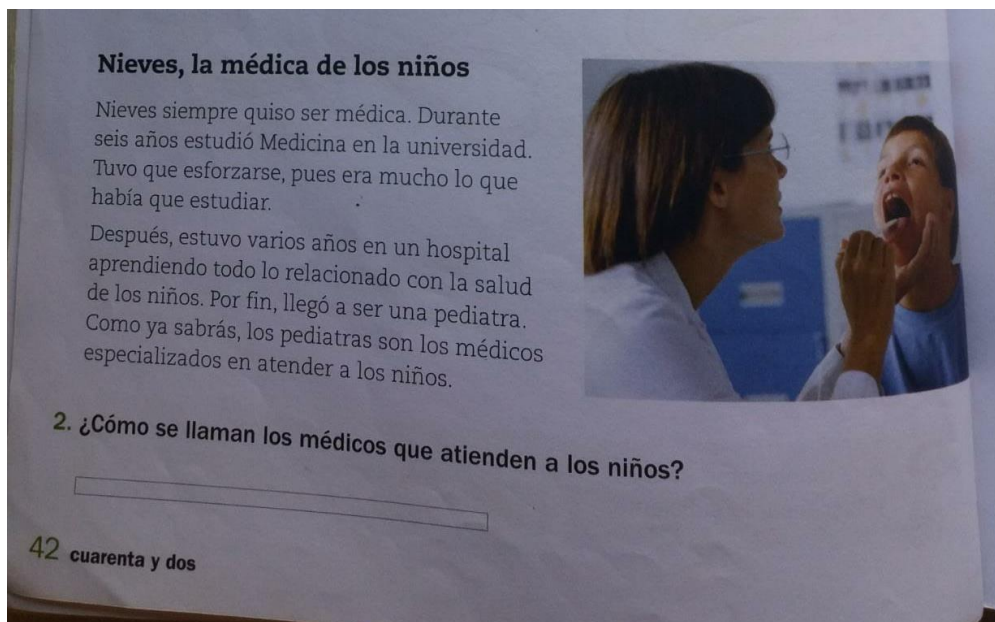 Nieves, la médica de los niños
Nieves siempre quiso ser médica. Durante
seis años estudió Medicina en la universidad.
Tuvo que esforzarse, pues era mucho lo que
había que estudiar.
Después, estuvo varios años en un hospital
aprendiendo todo lo relacionado con la salud
de los niños. Por fin, llegó a ser una pediatra.
Como ya sabrás, los pediatras son los médicos
especializados en atender a los niños.
2. ¿Cómo se llaman los médicos que atienden a los niños?
42 cuarenta y dos